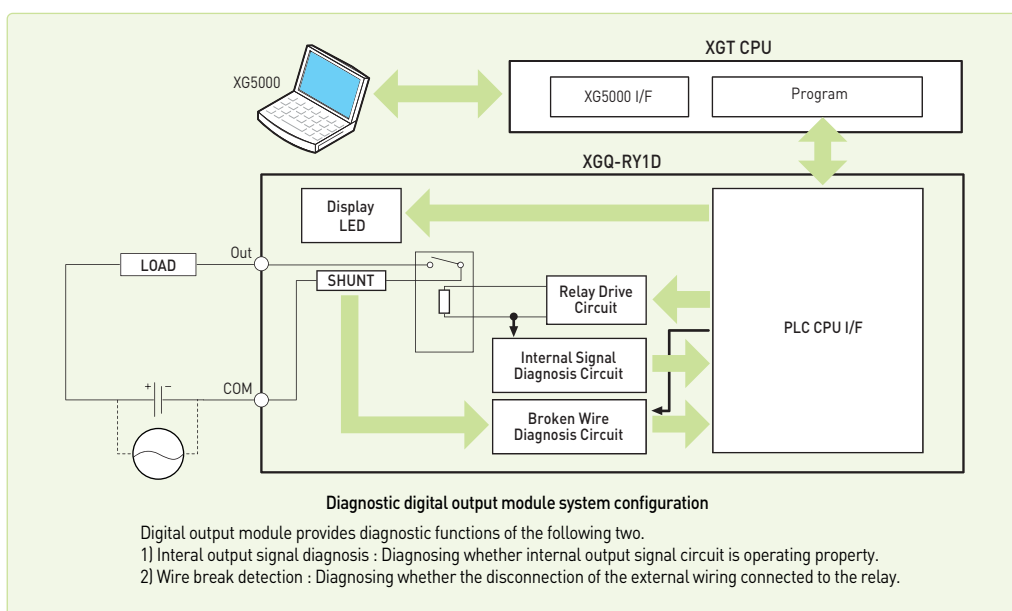 XGT CPU
XG5000
XG5000 I/F
Program
XGQ-RY1D
Display
LED
Out
LOAD
SHUNT
Relay Drive
Circuit
PLC CPU I/F
Internal Signal
Diagnosis Circuit
+ –
COM
Broken Wire
Diagnosis Circuit
Diagnostic digital output module system configuration
Digital output module provides diagnostic functions of the following two.
1) Interal output signal diagnosis : Diagnosing whether internal output signal circuit is operating property.
2) Wire break detection : Diagnosing whether the disconnection of the external wiring connected to the relay.